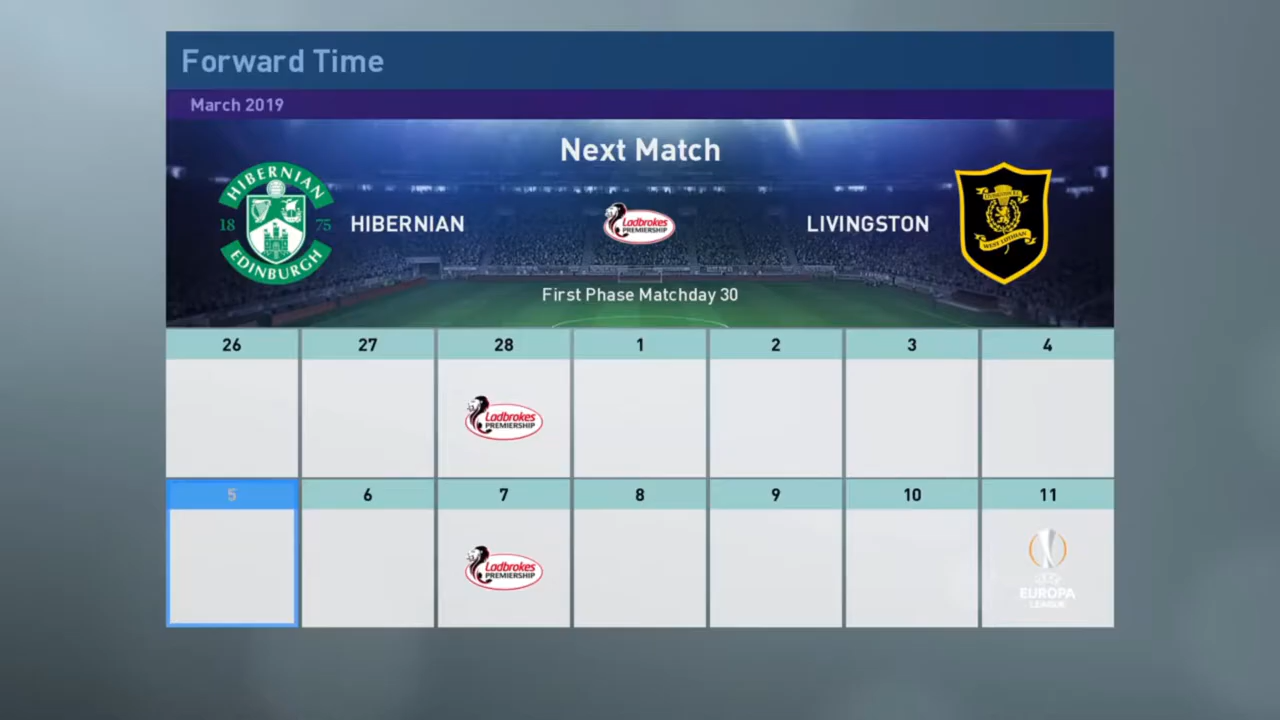 Forward Time
March 2019
Next Match
HIBERNIAN
18 75
EDINBURGH
HIBERNIAN
Ladbrokes
PREMIERSHIP
LIVINGSTON
WEST LOTHIAN
First Phase Matchday 30
26 27 28 1 2 3 4
Ladbrokes
PREMIERSHIP
5 6 7 8 9 10 11
Ladbrokes
PREMIERSHIP
UEFA
EUROPA
LEAGUE